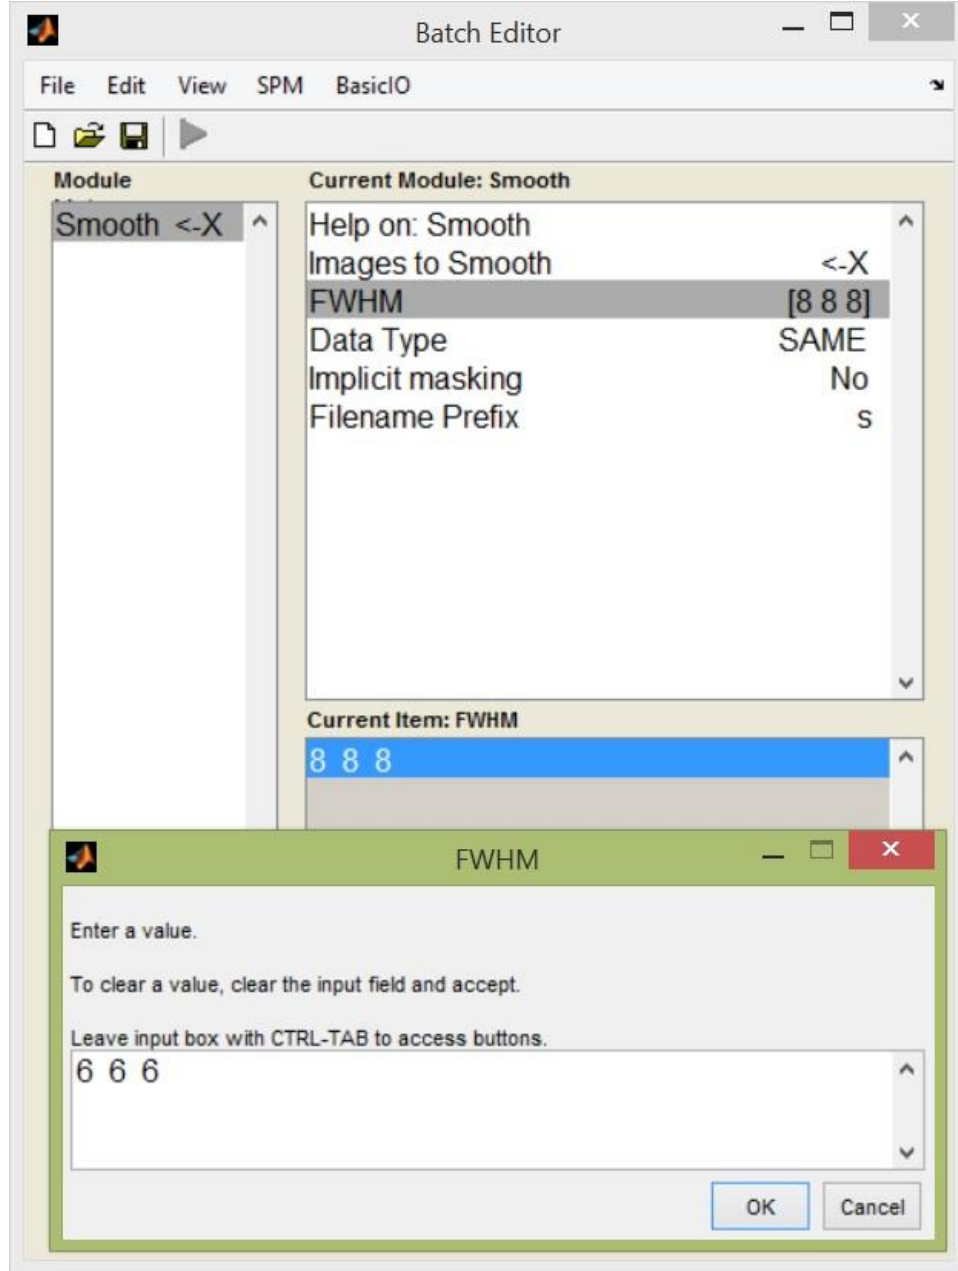 Batch Editor
File Edit View SPM BasicIO
Module
Current Module: Smooth
Smooth <-X
Help on: Smooth
Images to Smooth <-X
FWHM [8 8 8]
Data Type SAME
Implicit masking No
Filename Prefix s
Current Item: FWHM
8 8 8
FWHM
Enter a value.
To clear a value, clear the input field and accept.
Leave input box with CTRL-TAB to access buttons.
6 6 6
OK Cancel